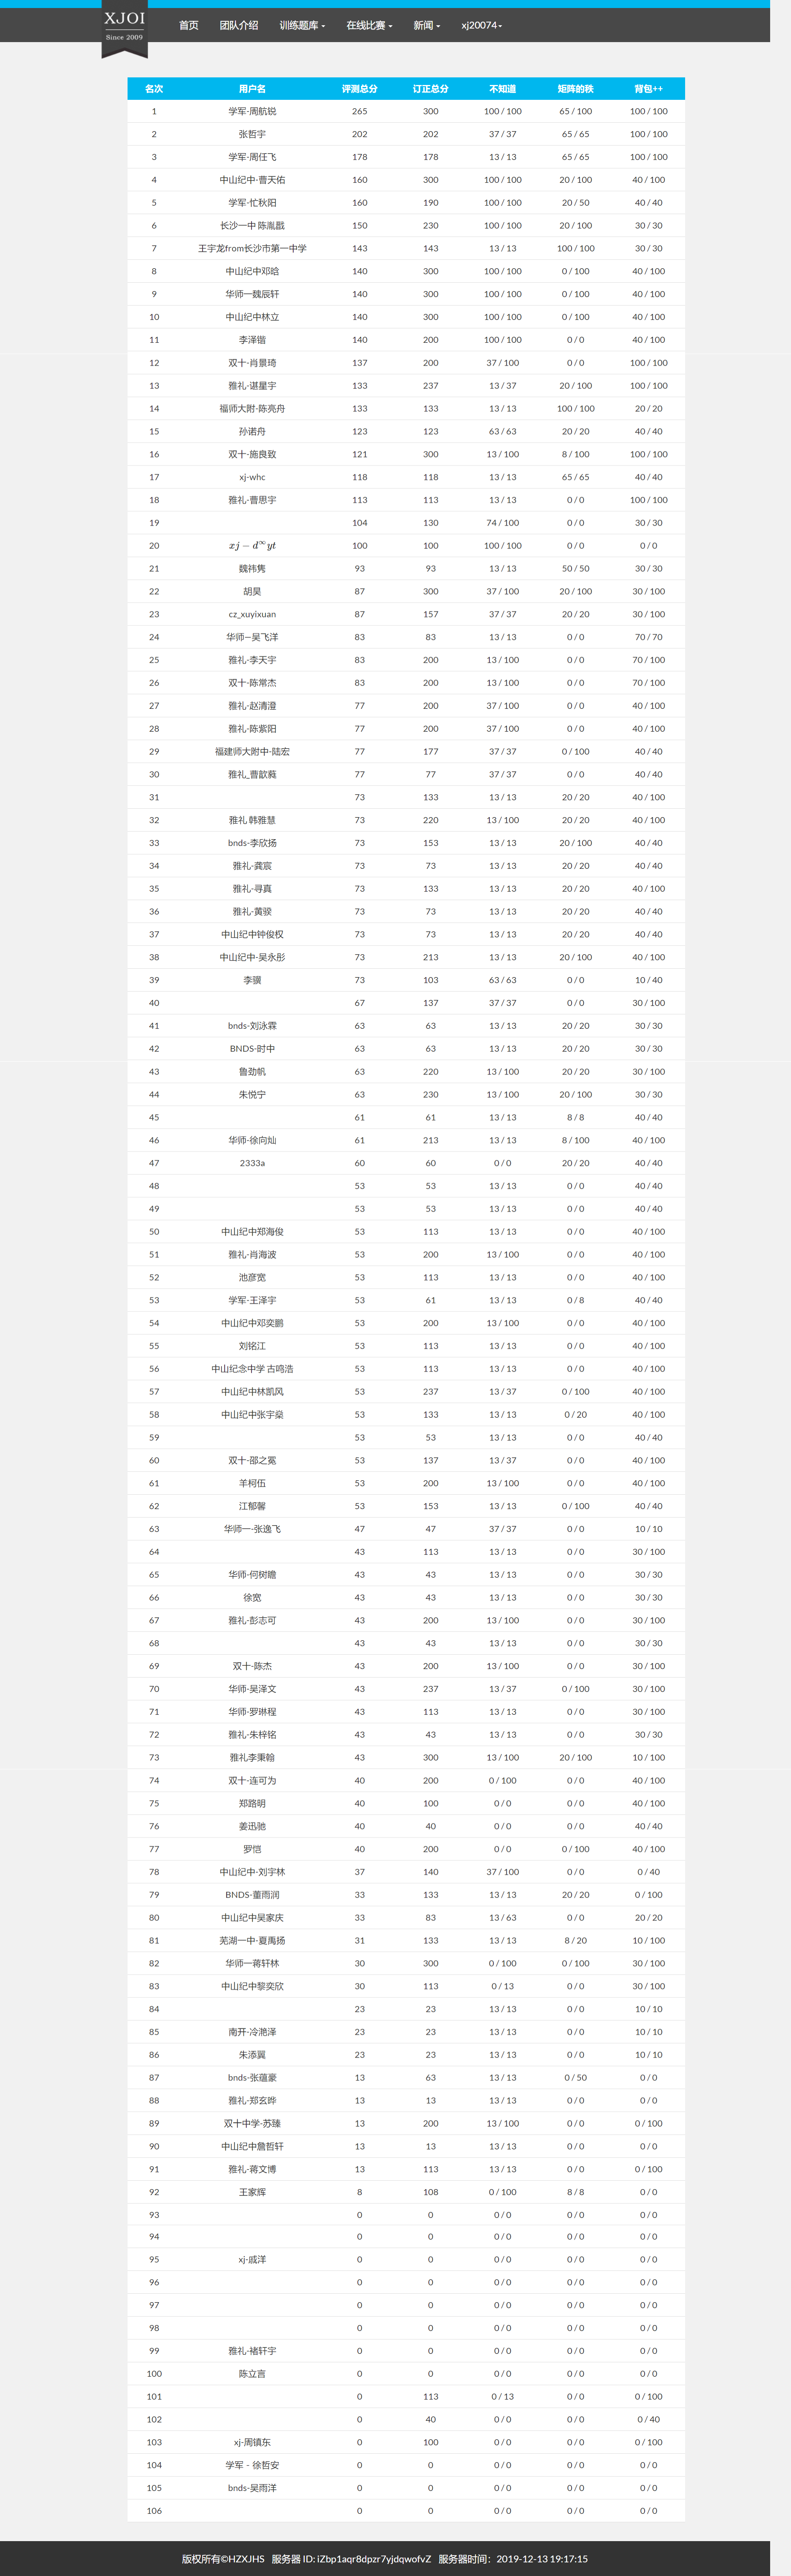 XJOI
Since 2009
首页 团队介绍 训练题库 在线比赛 新闻 xj20074
名次 用户名 评测总分 订正总分 不知道 矩阵的秩 背包++
1 学军-周航锐 265 300 100 / 100 65 / 100 100 / 100
2 张哲宇 202 202 37 / 37 65 / 65 100 / 100
3 学军-周任飞 178 178 13 / 13 65 / 65 100 / 100
4 中山纪中-曹天佑 160 300 100 / 100 20 / 100 40 / 100
5 学军-忙秋阳 160 190 100 / 100 20 / 50 40 / 40
6 长沙一中 陈胤戬 150 230 100 / 100 20 / 100 30 / 30
7 王宇龙from长沙市第一中学 143 143 13 / 13 100 / 100 30 / 30
8 中山纪中邓晗 140 300 100 / 100 0 / 100 40 / 100
9 华师一魏辰轩 140 300 100 / 100 0 / 100 40 / 100
10 中山纪中林立 140 300 100 / 100 0 / 100 40 / 100
11 李泽锴 140 200 100 / 100 0 / 0 40 / 100
12 双十-肖景琦 137 200 37 / 100 0 / 0 100 / 100
13 雅礼-谌星宇 133 237 13 / 37 20 / 100 100 / 100
14 福师大附-陈亮舟 133 133 13 / 13 100 / 100 20 / 20
15 孙诺舟 123 123 63 / 63 20 / 20 40 / 40
16 双十-施良致 121 300 13 / 100 8 / 100 100 / 100
17 xj-whc 118 118 13 / 13 65 / 65 40 / 40
18 雅礼-曹思宇 113 113 13 / 13 0 / 0 100 / 100
19 104 130 74 / 100 0 / 0 30 / 30
20 xj − d^∞yt 100 100 100 / 100 0 / 0 0 / 0
21 魏祎隽 93 93 13 / 13 50 / 50 30 / 30
22 胡昊 87 300 37 / 100 20 / 100 30 / 100
23 cz_xuyixuan 87 157 37 / 37 20 / 20 30 / 100
24 华师—吴飞洋 83 83 13 / 13 0 / 0 70 / 70
25 雅礼-李天宇 83 200 13 / 100 0 / 0 70 / 100
26 双十-陈常杰 83 200 13 / 100 0 / 0 70 / 100
27 雅礼-赵清澄 77 200 37 / 100 0 / 0 40 / 100
28 雅礼-陈紫阳 77 200 37 / 100 0 / 0 40 / 100
29 福建师大附中-陆宏 77 177 37 / 37 0 / 100 40 / 40
30 雅礼_曹歆蕤 77 77 37 / 37 0 / 0 40 / 40
31 73 133 13 / 13 20 / 20 40 / 100
32 雅礼 韩雅慧 73 220 13 / 100 20 / 20 40 / 100
33 bnds-李欣扬 73 153 13 / 13 20 / 100 40 / 40
34 雅礼-龚宸 73 73 13 / 13 20 / 20 40 / 40
35 雅礼-寻真 73 133 13 / 13 20 / 20 40 / 100
36 雅礼-黄骏 73 73 13 / 13 20 / 20 40 / 40
37 中山纪中钟俊权 73 73 13 / 13 20 / 20 40 / 40
38 中山纪中-吴永彤 73 213 13 / 13 20 / 100 40 / 100
39 李骥 73 103 63 / 63 0 / 0 10 / 40
40 67 137 37 / 37 0 / 0 30 / 100
41 bnds-刘泳霖 63 63 13 / 13 20 / 20 30 / 30
42 BNDS-时中 63 63 13 / 13 20 / 20 30 / 30
43 鲁劲帆 63 220 13 / 100 20 / 20 30 / 100
44 朱悦宁 63 230 13 / 100 20 / 100 30 / 30
45 61 61 13 / 13 8 / 8 40 / 40
46 华师-徐向灿 61 213 13 / 13 8 / 100 40 / 100
47 2333a 60 60 0 / 0 20 / 20 40 / 40
48 53 53 13 / 13 0 / 0 40 / 40
49 53 53 13 / 13 0 / 0 40 / 40
50 中山纪中郑海俊 53 113 13 / 13 0 / 0 40 / 100
51 雅礼-肖海波 53 200 13 / 100 0 / 0 40 / 100
52 池彦宽 53 113 13 / 13 0 / 0 40 / 100
53 学军-王泽宇 53 61 13 / 13 0 / 8 40 / 40
54 中山纪中邓奕鹏 53 200 13 / 100 0 / 0 40 / 100
55 刘铭江 53 113 13 / 13 0 / 0 40 / 100
56 中山纪念中学 古鸣浩 53 113 13 / 13 0 / 0 40 / 100
57 中山纪中林凯风 53 237 13 / 37 0 / 100 40 / 100
58 中山纪中张宇燊 53 133 13 / 13 0 / 20 40 / 100
59 53 53 13 / 13 0 / 0 40 / 40
60 双十-邵之冕 53 137 13 / 37 0 / 0 40 / 100
61 羊柯伍 53 200 13 / 100 0 / 0 40 / 100
62 江郁馨 53 153 13 / 13 0 / 100 40 / 40
63 华师一-张逸飞 47 47 37 / 37 0 / 0 10 / 10
64 43 113 13 / 13 0 / 0 30 / 100
65 华师-何树瞻 43 43 13 / 13 0 / 0 30 / 30
66 徐宽 43 43 13 / 13 0 / 0 30 / 30
67 雅礼-彭志可 43 200 13 / 100 0 / 0 30 / 100
68 43 43 13 / 13 0 / 0 30 / 30
69 双十-陈杰 43 200 13 / 100 0 / 0 30 / 100
70 华师-吴泽文 43 237 13 / 37 0 / 100 30 / 100
71 华师-罗琳程 43 113 13 / 13 0 / 0 30 / 100
72 雅礼-朱梓铭 43 43 13 / 13 0 / 0 30 / 30
73 雅礼李秉翰 43 300 13 / 100 20 / 100 10 / 100
74 双十-连可为 40 200 0 / 100 0 / 0 40 / 100
75 郑路明 40 100 0 / 0 0 / 0 40 / 100
76 姜迅驰 40 40 0 / 0 0 / 0 40 / 40
77 罗恺 40 200 0 / 0 0 / 100 40 / 100
78 中山纪中-刘宇林 37 140 37 / 100 0 / 0 0 / 40
79 BNDS-董雨润 33 133 13 / 13 20 / 20 0 / 100
80 中山纪中吴家庆 33 83 13 / 63 0 / 0 20 / 20
81 芜湖一中-夏禹扬 31 133 13 / 13 8 / 20 10 / 100
82 华师一蒋轩林 30 300 0 / 100 0 / 100 30 / 100
83 中山纪中黎奕欣 30 113 0 / 13 0 / 0 30 / 100
84 23 23 13 / 13 0 / 0 10 / 10
85 南开-冷滟泽 23 23 13 / 13 0 / 0 10 / 10
86 朱添翼 23 23 13 / 13 0 / 0 10 / 10
87 bnds-张蕴豪 13 63 13 / 13 0 / 50 0 / 0
88 雅礼-郑玄晔 13 13 13 / 13 0 / 0 0 / 0
89 双十中学-苏臻 13 200 13 / 100 0 / 0 0 / 100
90 中山纪中詹哲轩 13 13 13 / 13 0 / 0 0 / 0
91 雅礼-蒋文博 13 113 13 / 13 0 / 0 0 / 100
92 王家辉 8 108 0 / 100 8 / 8 0 / 0
93 0 0 0 / 0 0 / 0 0 / 0
94 0 0 0 / 0 0 / 0 0 / 0
95 xj-戚洋 0 0 0 / 0 0 / 0 0 / 0
96 0 0 0 / 0 0 / 0 0 / 0
97 0 0 0 / 0 0 / 0 0 / 0
98 0 0 0 / 0 0 / 0 0 / 0
99 雅礼-褚轩宇 0 0 0 / 0 0 / 0 0 / 0
100 陈立言 0 0 0 / 0 0 / 0 0 / 0
101 0 113 0 / 13 0 / 0 0 / 100
102 0 40 0 / 0 0 / 0 0 / 40
103 xj-周镇东 0 100 0 / 0 0 / 0 0 / 100
104 学军 - 徐哲安 0 0 0 / 0 0 / 0 0 / 0
105 bnds-吴雨洋 0 0 0 / 0 0 / 0 0 / 0
106 0 0 0 / 0 0 / 0 0 / 0
版权所有©HZXJHS 服务器 ID: iZbp1aqr8dpzr7yjdqwofvZ 服务器时间：2019-12-13 19:17:15